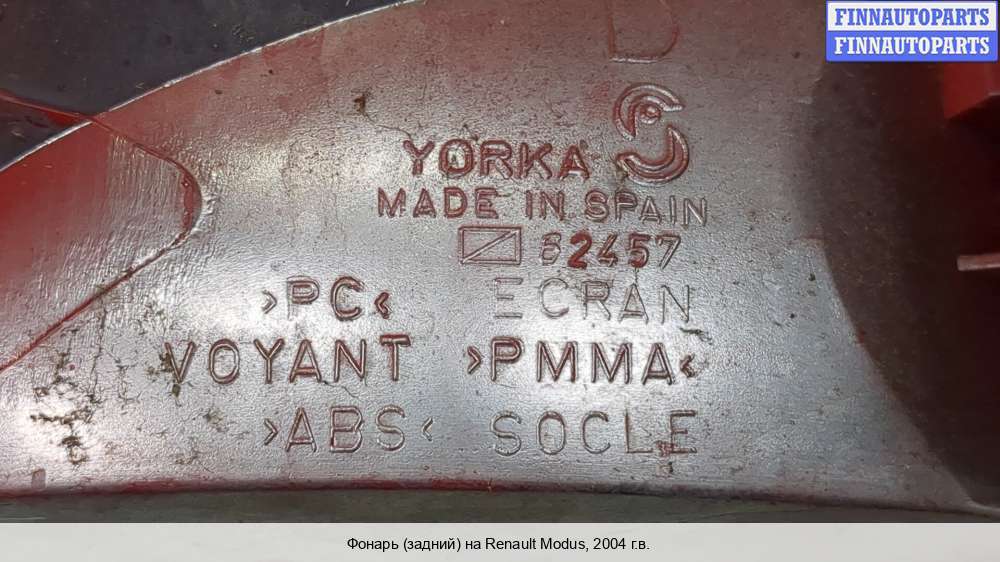 FINNAUTOPARTS
FINNAUTOPARTS
D
YORKA
MADE IN SPAIN
62457
>PC< ECRAN
VOYANT >PMMA<
>ABS< SOCLE
Фонарь (задний) на Renault Modus, 2004 г.в.